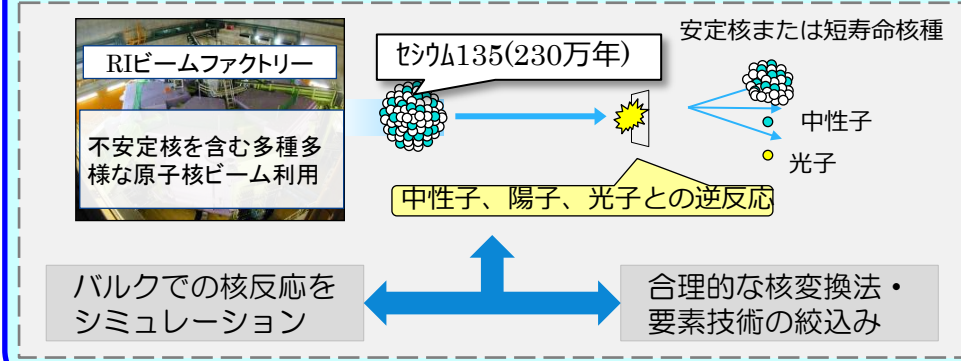 RIビームファクトリー
不安定核を含む多種多
様な原子核ビーム利用
ｾｼｳﾑ135(230万年)
安定核または短寿命核種
中性子
光子
中性子、陽子、光子との逆反応
バルクでの核反応を
シミュレーション
合理的な核変換法・
要素技術の絞込み